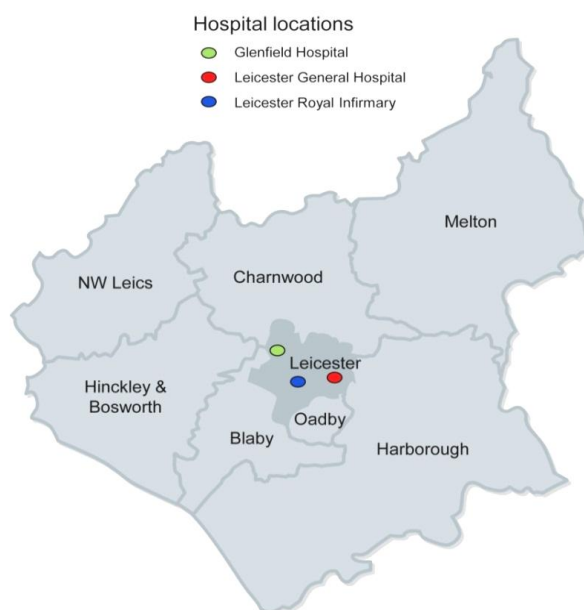 Hospital locations
Glenfield Hospital
Leicester General Hospital
Leicester Royal Infirmary
Melton
Charnwood
NW Leics
Leicester
Hinckley &
Bosworth
Oadby
Blaby
Harborough